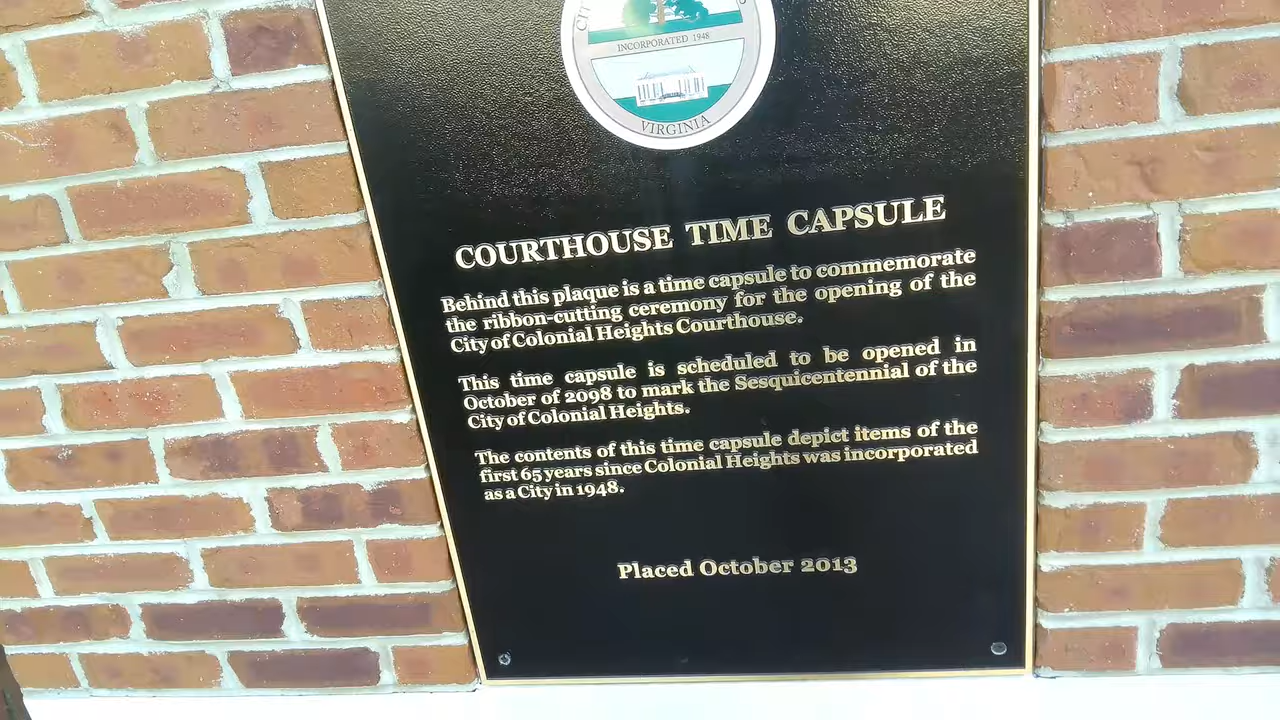 CIT
INCORPORATED 1948
VIRGINIA
COURTHOUSE TIME CAPSULE
Behind this plaque is a time capsule to commemorate
the ribbon-cutting ceremony for the opening of the
City of Colonial Heights Courthouse.
This time capsule is scheduled to be opened in
October of 2098 to mark the Sesquicentennial of the
City of Colonial Heights.
The contents of this time capsule depict items of the
first 65 years since Colonial Heights was incorporated
as a City in 1948.
Placed October 2013